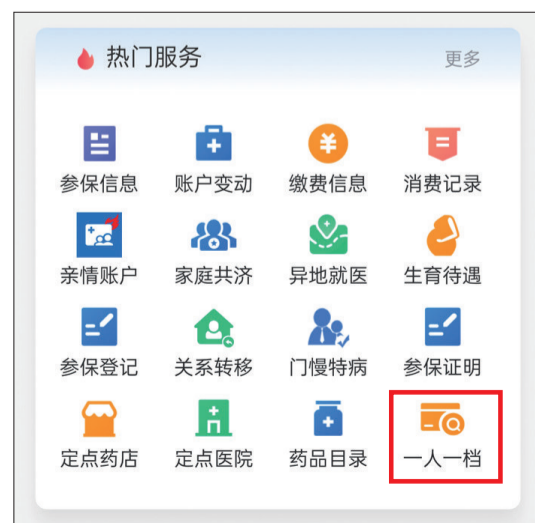 热门服务 更多
参保信息 账户变动 缴费信息 消费记录
亲情账户 家庭共济 异地就医 生育待遇
参保登记 关系转移 门慢特病 参保证明
定点药店 定点医院 药品目录 一人一档